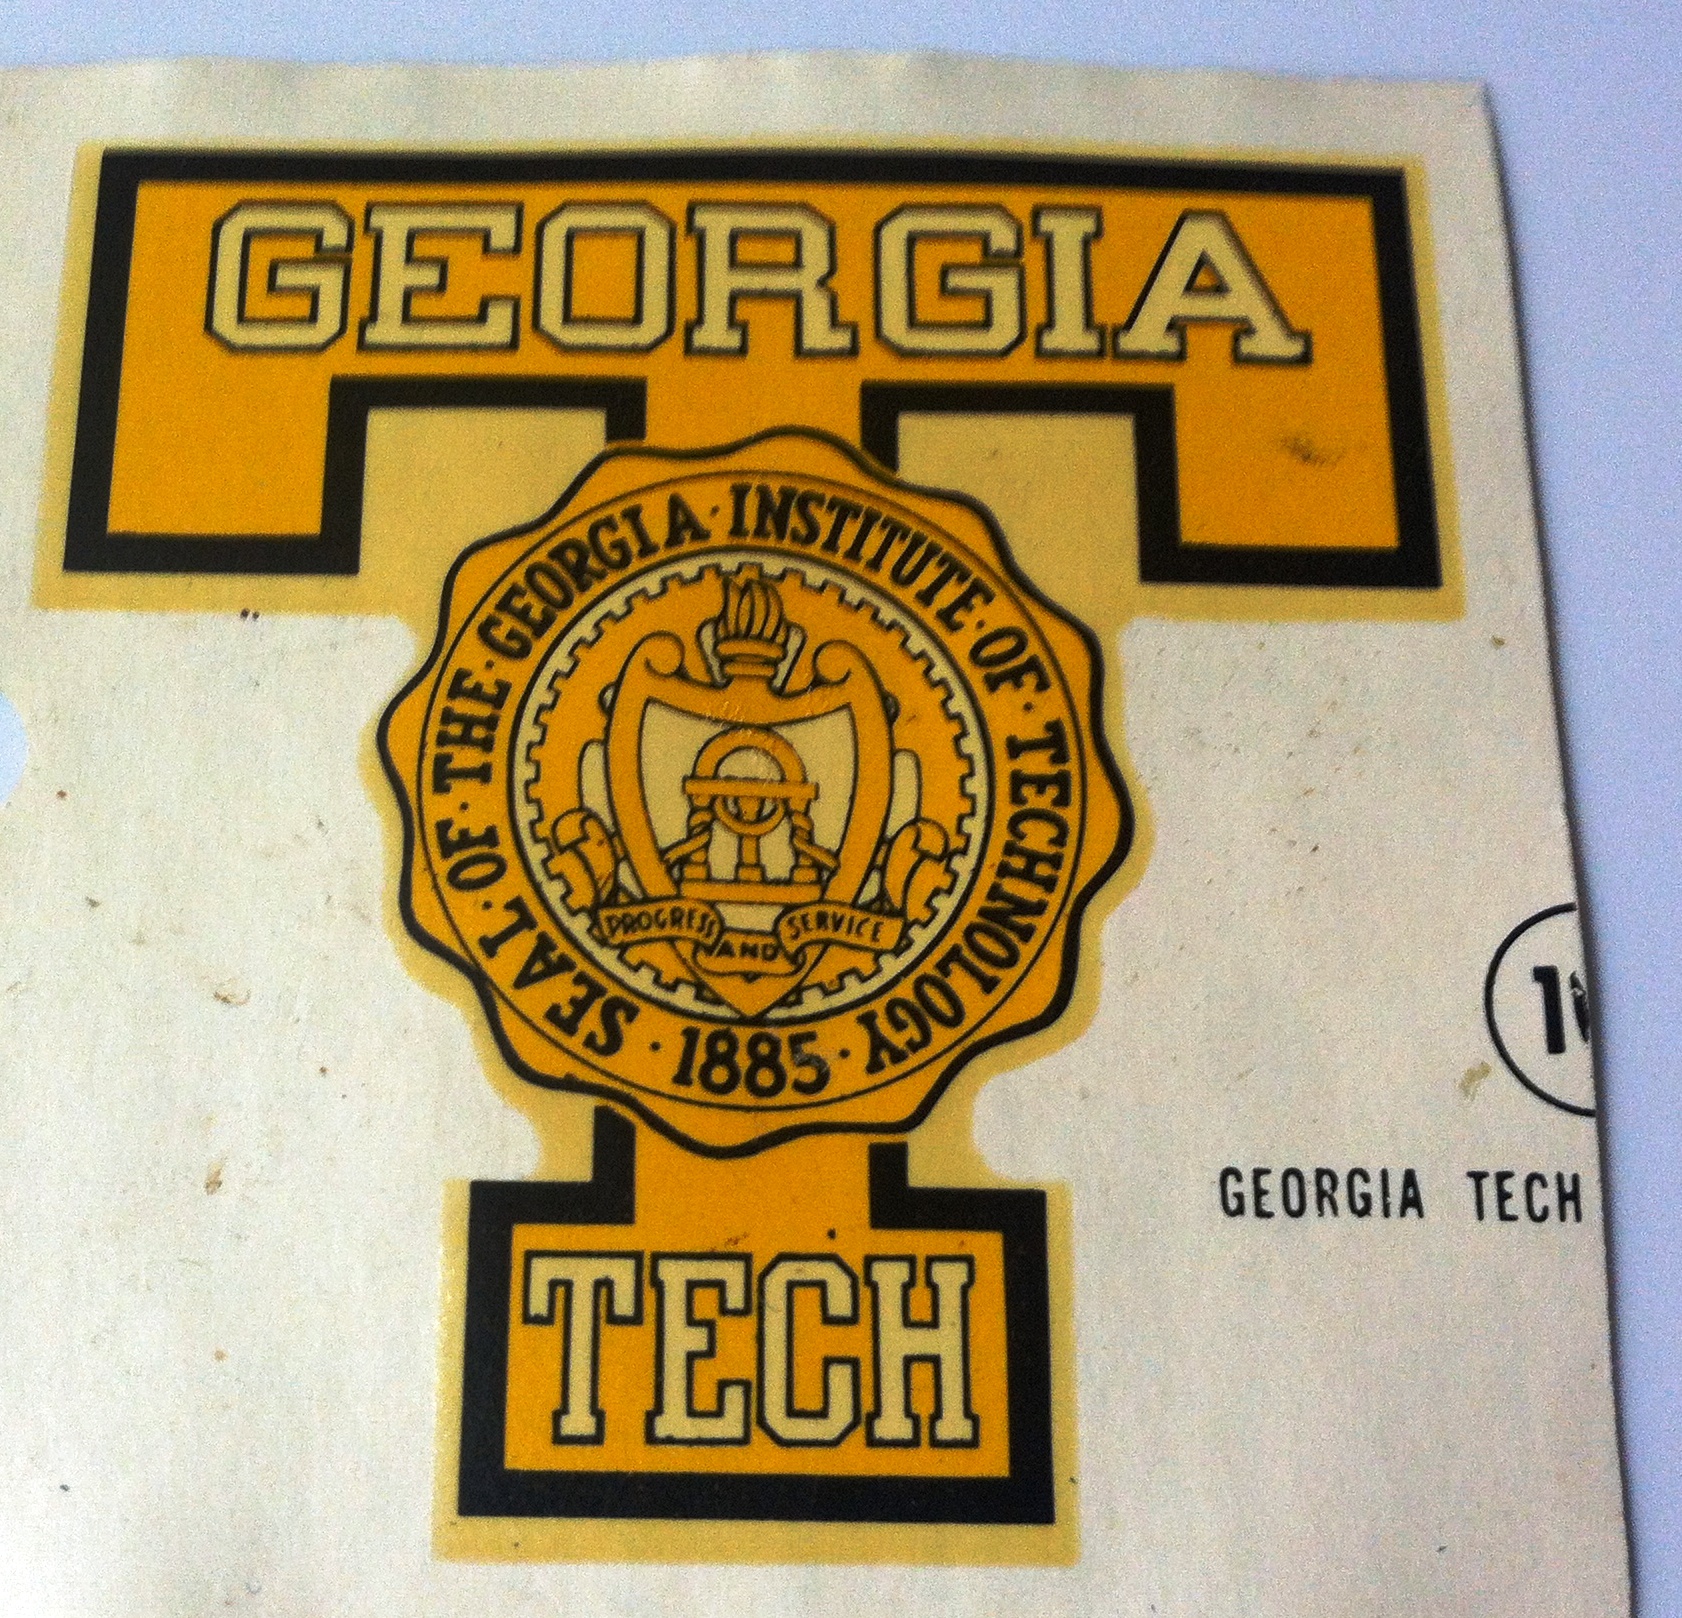 GEORGIA
SEAL · OF · THE · GEORGIA · INSTITUTE · OF · TECHNOLOGY
PROGRESS
AND
SERVICE
· 1885 ·
GEORGIA TECH
TECH